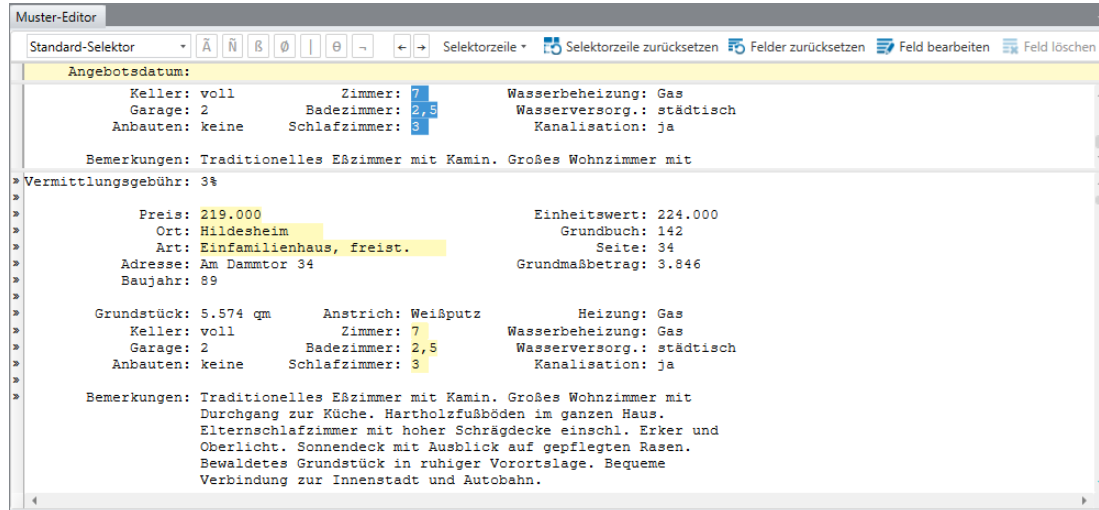 Muster-Editor
Standard-Selektor Ã Ñ ß Ø | θ ¬ ← → Selektorzeile Selektorzeile zurücksetzen Felder zurücksetzen Feld bearbeiten Feld löschen
Angebotsdatum:
Keller: voll Zimmer: 7 Wasserbeheizung: Gas
Garage: 2 Badezimmer: 2,5 Wasserversorg.: städtisch
Anbauten: keine Schlafzimmer: 3 Kanalisation: ja
Bemerkungen: Traditionelles Eßzimmer mit Kamin. Großes Wohnzimmer mit
» Vermittlungsgebühr: 3%
»
» Preis: 219.000 Einheitswert: 224.000
» Ort: Hildesheim Grundbuch: 142
» Art: Einfamilienhaus, freist. Seite: 34
» Adresse: Am Dammtor 34 Grundmaßbetrag: 3.846
» Baujahr: 89
»
» Grundstück: 5.574 qm Anstrich: Weißputz Heizung: Gas
» Keller: voll Zimmer: 7 Wasserbeheizung: Gas
» Garage: 2 Badezimmer: 2,5 Wasserversorg.: städtisch
» Anbauten: keine Schlafzimmer: 3 Kanalisation: ja
»
» Bemerkungen: Traditionelles Eßzimmer mit Kamin. Großes Wohnzimmer mit
Durchgang zur Küche. Hartholzfußböden im ganzen Haus.
Elternschlafzimmer mit hoher Schrägdecke einschl. Erker und
Oberlicht. Sonnendeck mit Ausblick auf gepflegten Rasen.
Bewaldetes Grundstück in ruhiger Vorortslage. Bequeme
Verbindung zur Innenstadt und Autobahn.